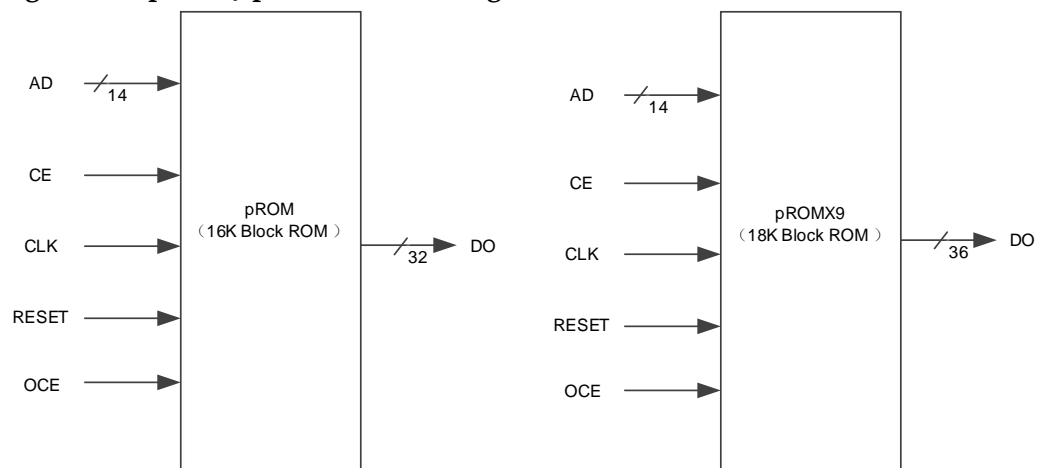 AD
14
CE
CLK
RESET
OCE
pROM
（16K Block ROM ）
32
DO
AD
14
CE
CLK
RESET
OCE
pROMX9
（18K Block ROM ）
36
DO